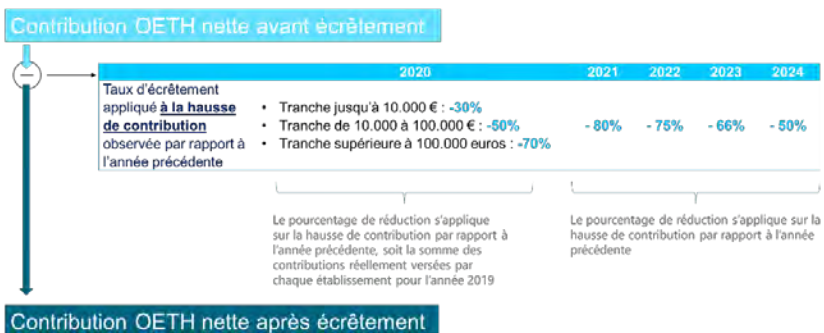 Contribution OETH nette avant écrêtement
2020 2021 2022 2023 2024
Taux d'écrêtement
appliqué à la hausse
de contribution
observée par rapport à
l'année précédente
• Tranche jusqu'à 10.000 € : -30%
• Tranche de 10.000 à 100.000 € : -50%
• Tranche supérieure à 100.000 euros : -70%
- 80% - 75% - 66% - 50%
Le pourcentage de réduction s'applique
sur la hausse de contribution par rapport à
l'année précédente, soit la somme des
contributions réellement versées par
chaque établissement pour l'année 2019
Le pourcentage de réduction s'applique sur la
hausse de contribution par rapport à l'année
précédente
Contribution OETH nette après écrêtement